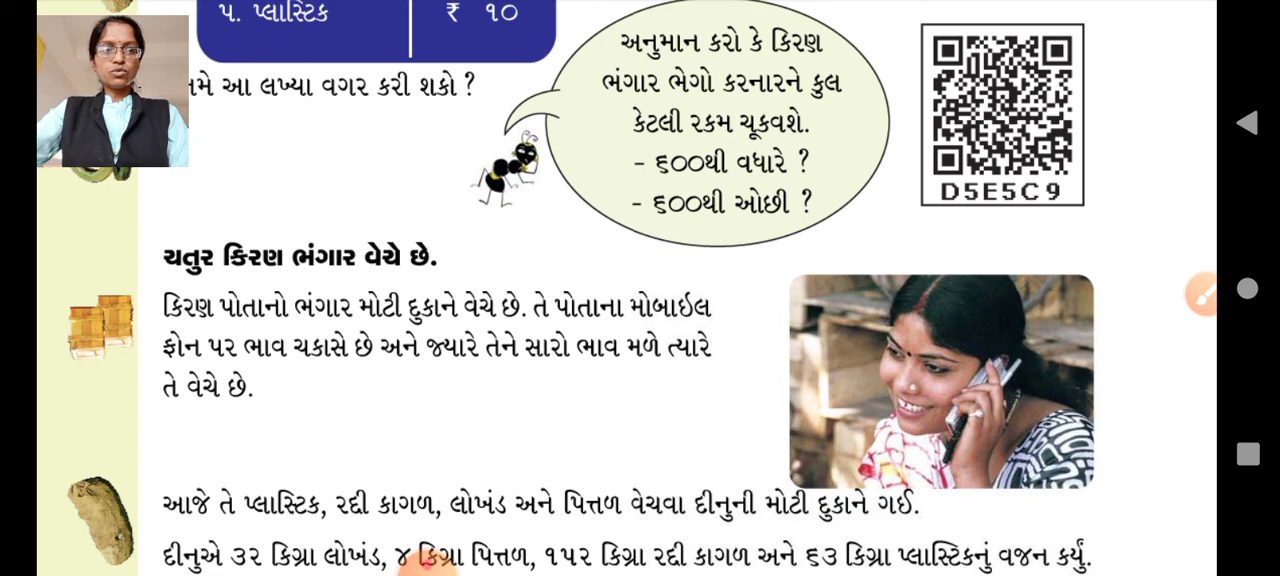 ૫. પ્લાસ્ટિક ₹ ૧૦
મે આ લખ્યા વગર કરી શકો ?
અનુમાન કરો કે કિરણ
ભંગાર ભેગો કરનારને કુલ
કેટલી રકમ ચૂકવશે.
- ૬૦૦થી વધારે ?
- ૬૦૦થી ઓછી ?
D5E5C9
ચતુર કિરણ ભંગાર વેચે છે.
કિરણ પોતાનો ભંગાર મોટી દુકાને વેચે છે. તે પોતાના મોબાઈલ
ફોન પર ભાવ ચકાસે છે અને જ્યારે તેને સારો ભાવ મળે ત્યારે
તે વેચે છે.
આજે તે પ્લાસ્ટિક, રદ્દી કાગળ, લોખંડ અને પિત્તળ વેચવા દીનુની મોટી દુકાને ગઈ.
દીનુએ ૩૨ કિગ્રા લોખંડ, ૪ કિગ્રા પિત્તળ, ૧૫૨ કિગ્રા રદ્દી કાગળ અને ૬૩ કિગ્રા પ્લાસ્ટિકનું વજન કર્યું.